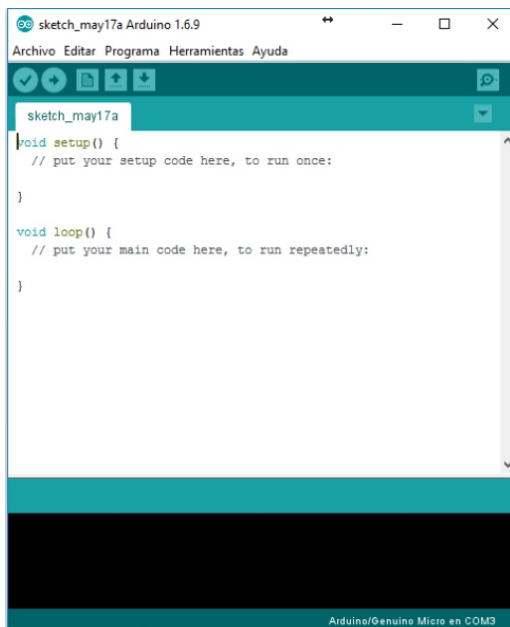 sketch_may17a Arduino 1.6.9
Archivo Editar Programa Herramientas Ayuda
sketch_may17a
void setup() {
  // put your setup code here, to run once:
}
void loop() {
  // put your main code here, to run repeatedly:
}
Arduino/Genuino Micro en COM3